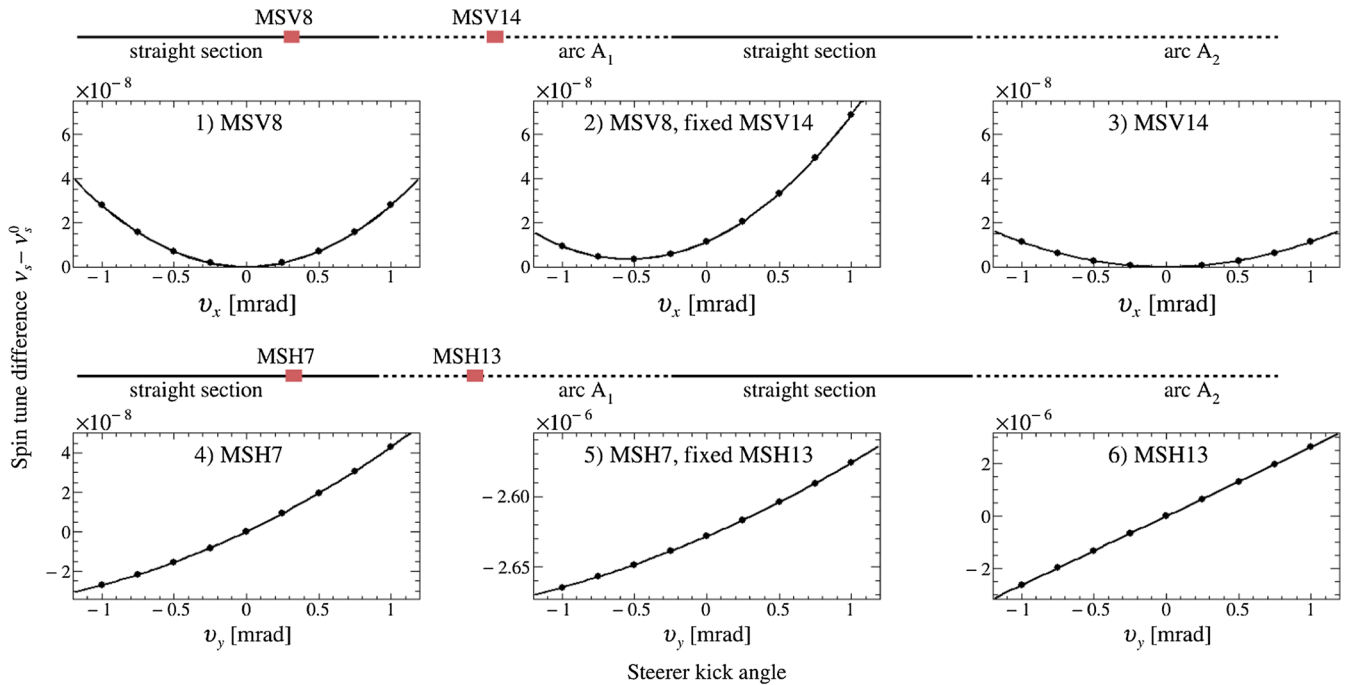 MSV8 MSV14
straight section arc A₁ straight section arc A₂
×10⁻⁸ ×10⁻⁸ ×10⁻⁸
1) MSV8 2) MSV8, fixed MSV14 3) MSV14
6 6 6
4 4 4
2 2 2
0 0 0
−1 −0.5 0 0.5 1 −1 −0.5 0 0.5 1 −1 −0.5 0 0.5 1
υₓ [mrad] υₓ [mrad] υₓ [mrad]
Spin tune difference νₛ − νₛ⁰
MSH7 MSH13
straight section arc A₁ straight section arc A₂
×10⁻⁸ ×10⁻⁶ ×10⁻⁶
4) MSH7 5) MSH7, fixed MSH13 6) MSH13
4 −2.60 2
2 −2.65 0
0 −2
−2
−1 −0.5 0 0.5 1 −1 −0.5 0 0.5 1 −1 −0.5 0 0.5 1
υ_y [mrad] υ_y [mrad] υ_y [mrad]
Steerer kick angle